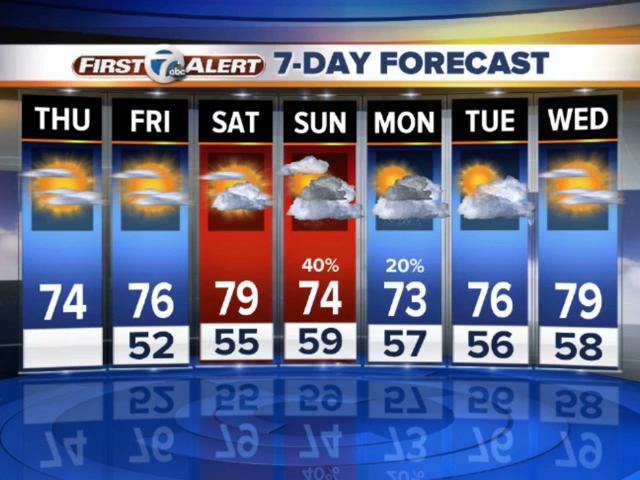 FIRST 7 abc ALERT 7-DAY FORECAST
THU FRI SAT SUN MON TUE WED
40% 20%
74 76 79 74 73 76 79
52 55 59 57 56 58